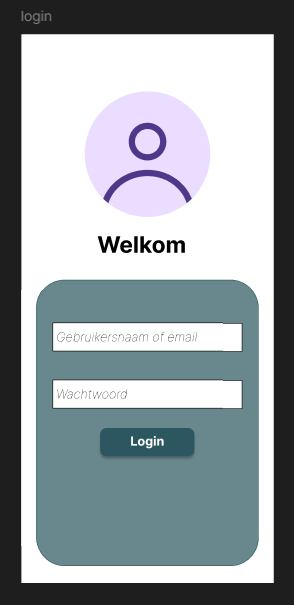 login
Welkom
Gebruikersnaam of email
Wachtwoord
Login